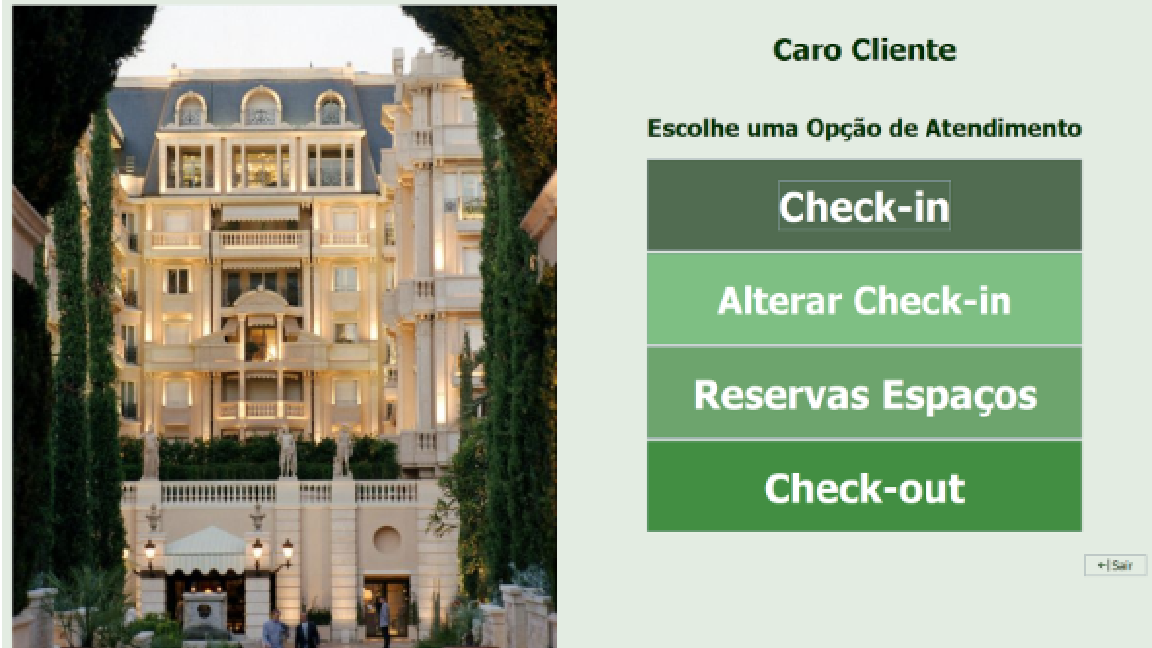 Caro Cliente
Escolhe uma Opção de Atendimento
Check-in
Alterar Check-in
Reservas Espaços
Check-out
Sair